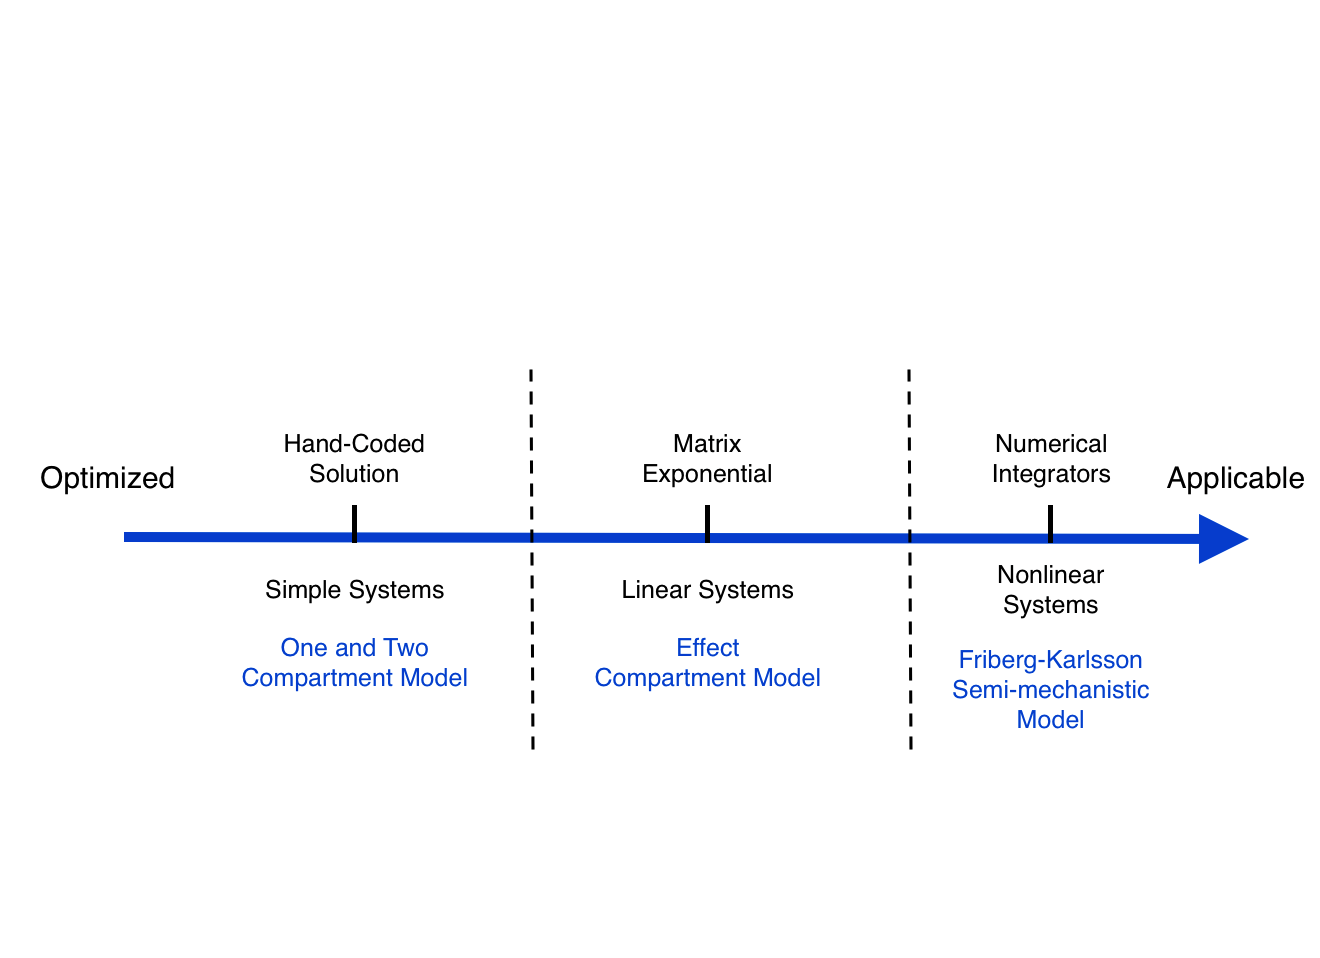 Optimized
Hand-Coded
Solution
Matrix
Exponential
Numerical
Integrators
Applicable
Simple Systems
Linear Systems
Nonlinear
Systems
One and Two
Compartment Model
Effect
Compartment Model
Friberg-Karlsson
Semi-mechanistic
Model